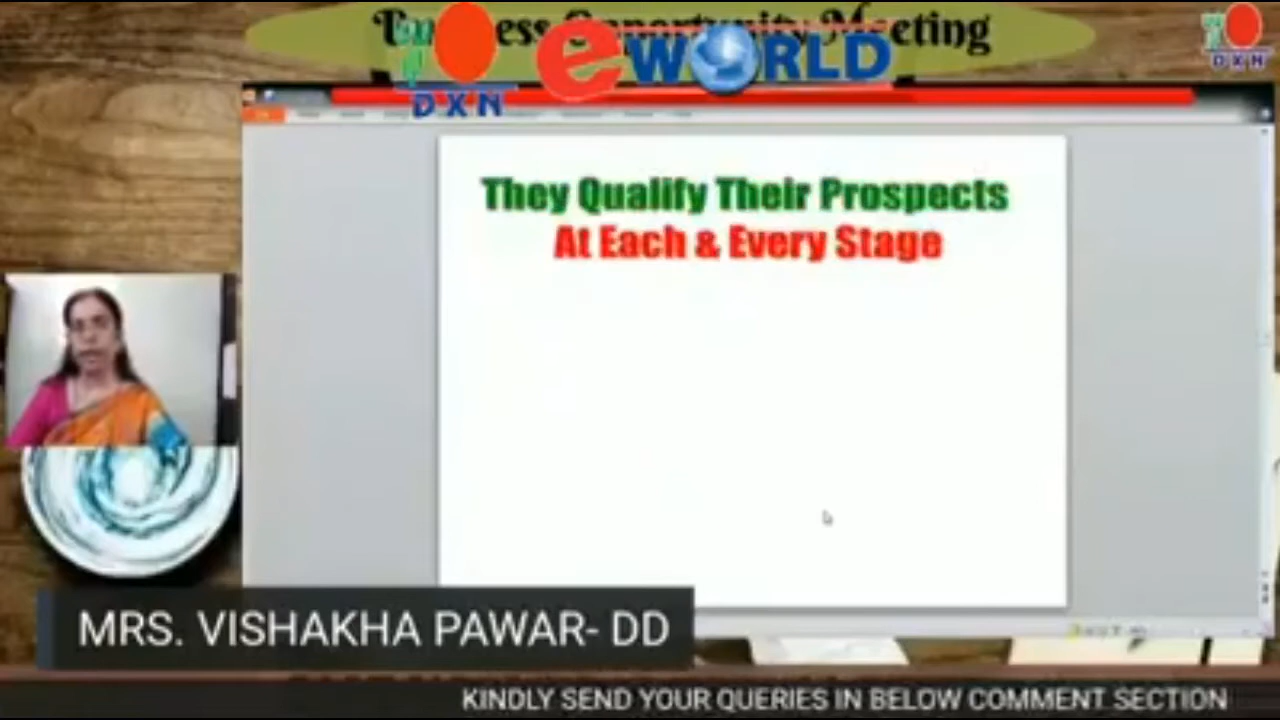 ess Opportunity Meeting
DXN
eWORLD
DXN
They Qualify Their Prospects
At Each & Every Stage
MRS. VISHAKHA PAWAR- DD
KINDLY SEND YOUR QUERIES IN BELOW COMMENT SECTION